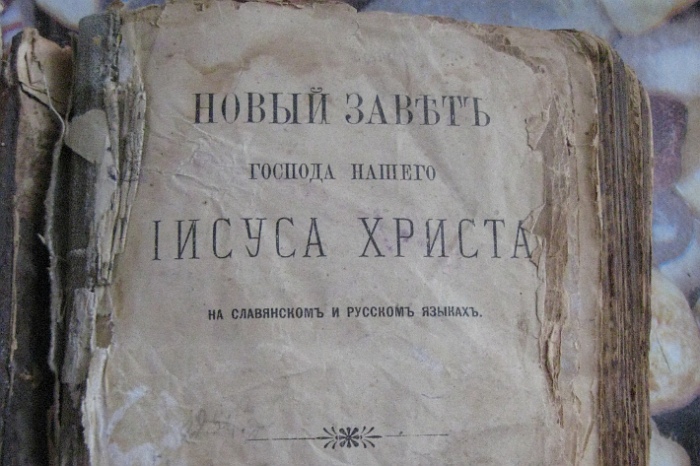 НОВЫЙ ЗАВѢТЪ
ГОСПОДА НАШЕГО
ІИСУСА ХРИСТА
НА СЛАВЯНСКОМЪ И РУССКОМЪ ЯЗЫКАХЪ.